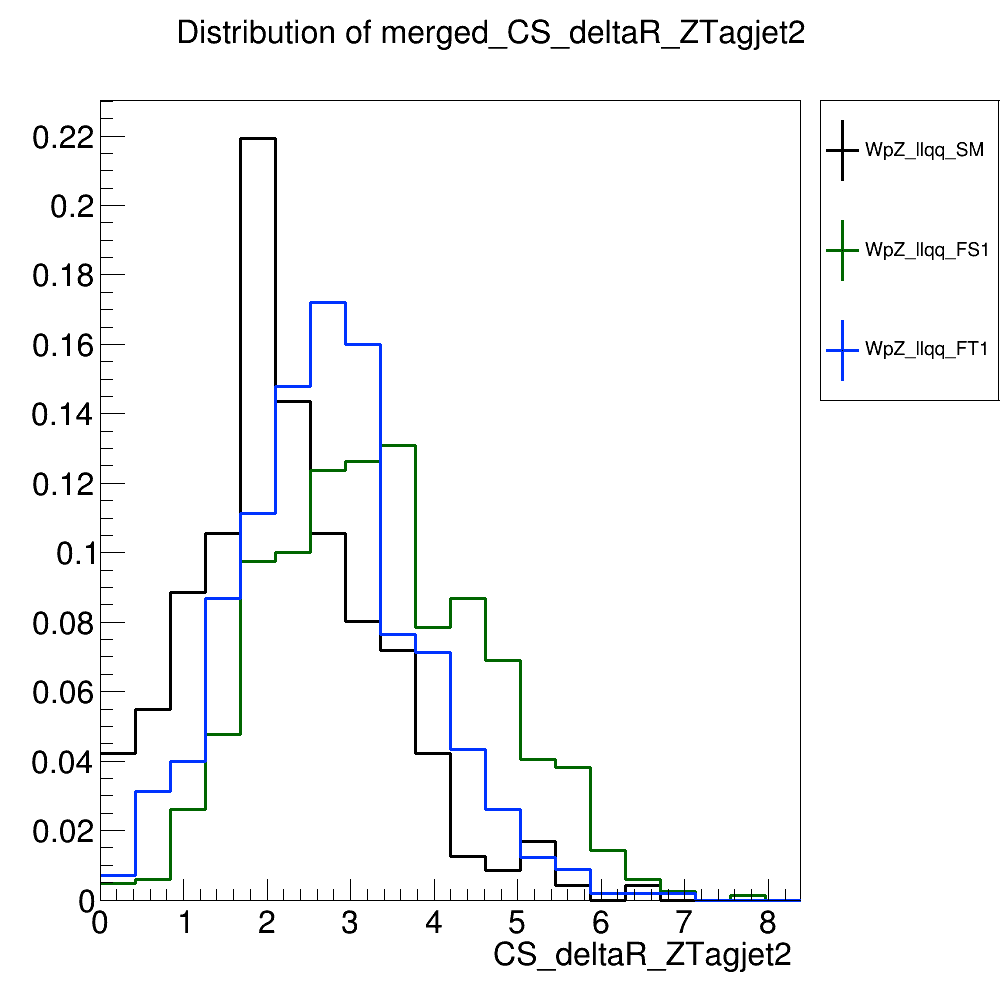 Distribution of merged_CS_deltaR_ZTagjet2
WpZ_llqq_SM
WpZ_llqq_FS1
WpZ_llqq_FT1
0.22
0.2
0.18
0.16
0.14
0.12
0.1
0.08
0.06
0.04
0.02
0
0 1 2 3 4 5 6 7 8
CS_deltaR_ZTagjet2